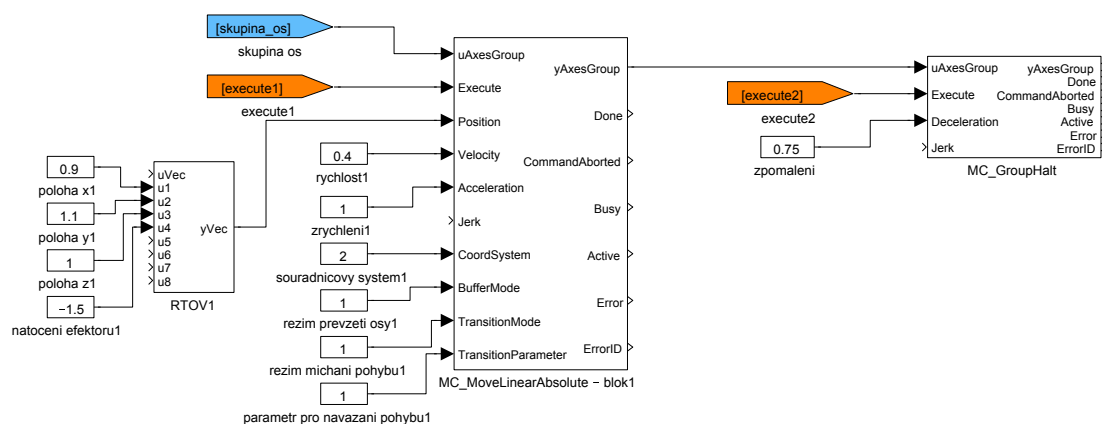 [skupina_os]
skupina os
[execute1]
execute1
0.9
poloha x1
1.1
poloha y1
1
poloha z1
−1.5
natoceni efektoru1
uVec
u1
u2
u3
u4
u5
u6
u7
u8
yVec
RTOV1
0.4
rychlost1
1
zrychleni1
2
souradnicovy system1
1
rezim prevzeti osy1
1
rezim michani pohybu1
1
parametr pro navazani pohybu1
uAxesGroup
Execute
Position
Velocity
Acceleration
Jerk
CoordSystem
BufferMode
TransitionMode
TransitionParameter
yAxesGroup
Done
CommandAborted
Busy
Active
Error
ErrorID
MC_MoveLinearAbsolute − blok1
[execute2]
execute2
0.75
zpomaleni
uAxesGroup
Execute
Deceleration
Jerk
yAxesGroup
Done
CommandAborted
Busy
Active
Error
ErrorID
MC_GroupHalt